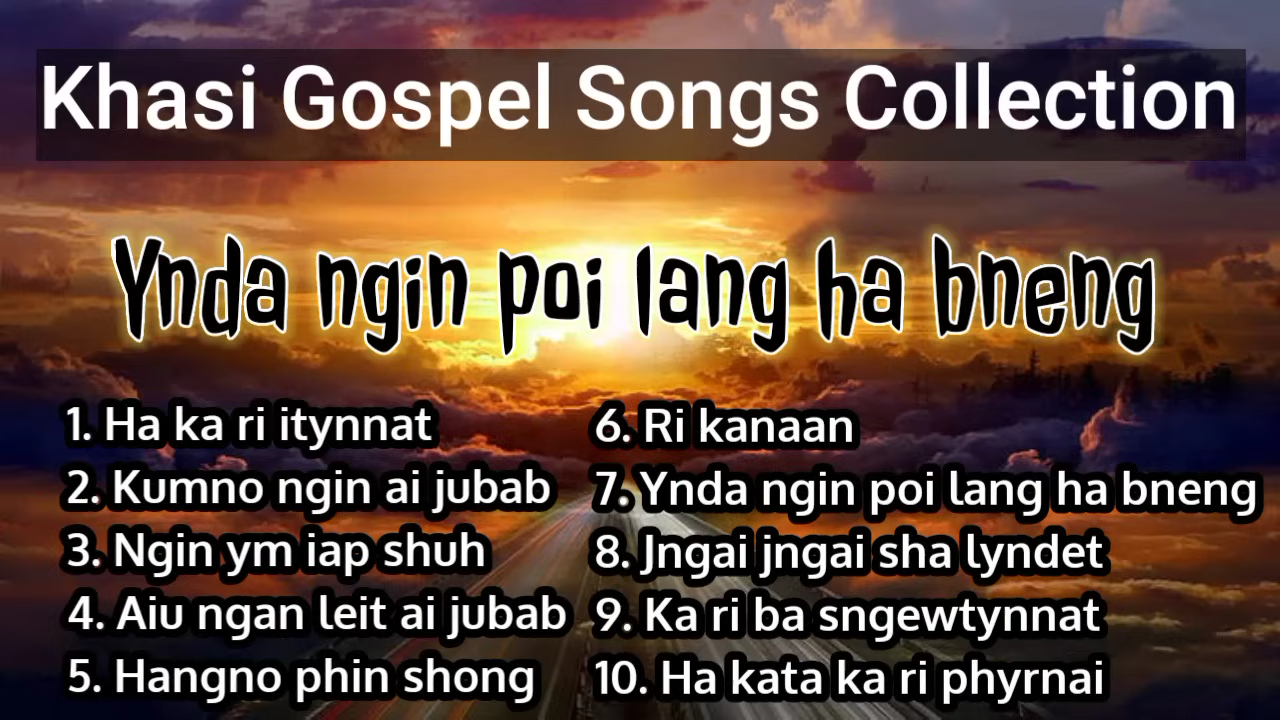 Khasi Gospel Songs Collection
Ynda ngin poi lang ha bneng
1. Ha ka ri itynnat
2. Kumno ngin ai jubab
3. Ngin ym iap shuh
4. Aiu ngan leit ai jubab
5. Hangno phin shong
6. Ri kanaan
7. Ynda ngin poi lang ha bneng
8. Jngai jngai sha lyndet
9. Ka ri ba sngewtynnat
10. Ha kata ka ri phyrnai